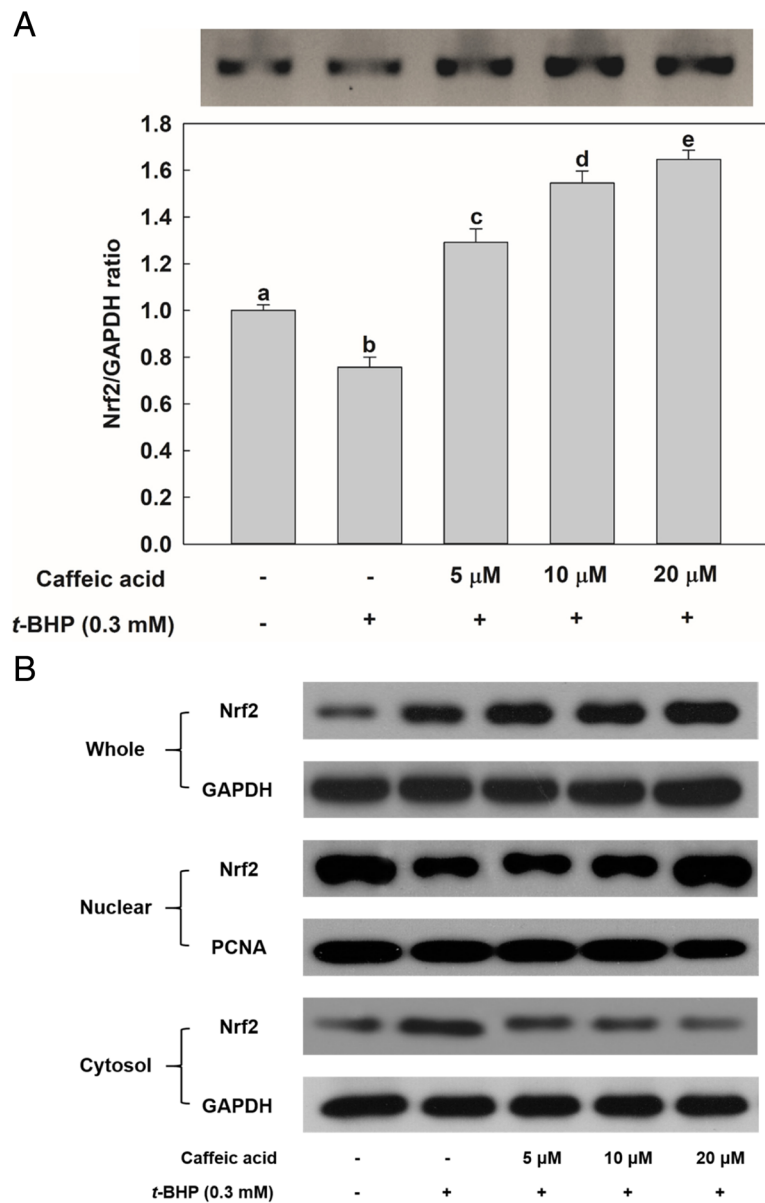 A
1.8
e
1.6
d
1.4
c
1.2
a
1.0
b
0.8
0.6
0.4
0.2
0.0
Nrf2/GAPDH ratio
Caffeic acid - - 5 μM 10 μM 20 μM
t-BHP (0.3 mM) - + + + +
B
Nrf2
Whole
GAPDH
Nrf2
Nuclear
PCNA
Nrf2
Cytosol
GAPDH
Caffeic acid - - 5 μM 10 μM 20 μM
t-BHP (0.3 mM) - + + + +